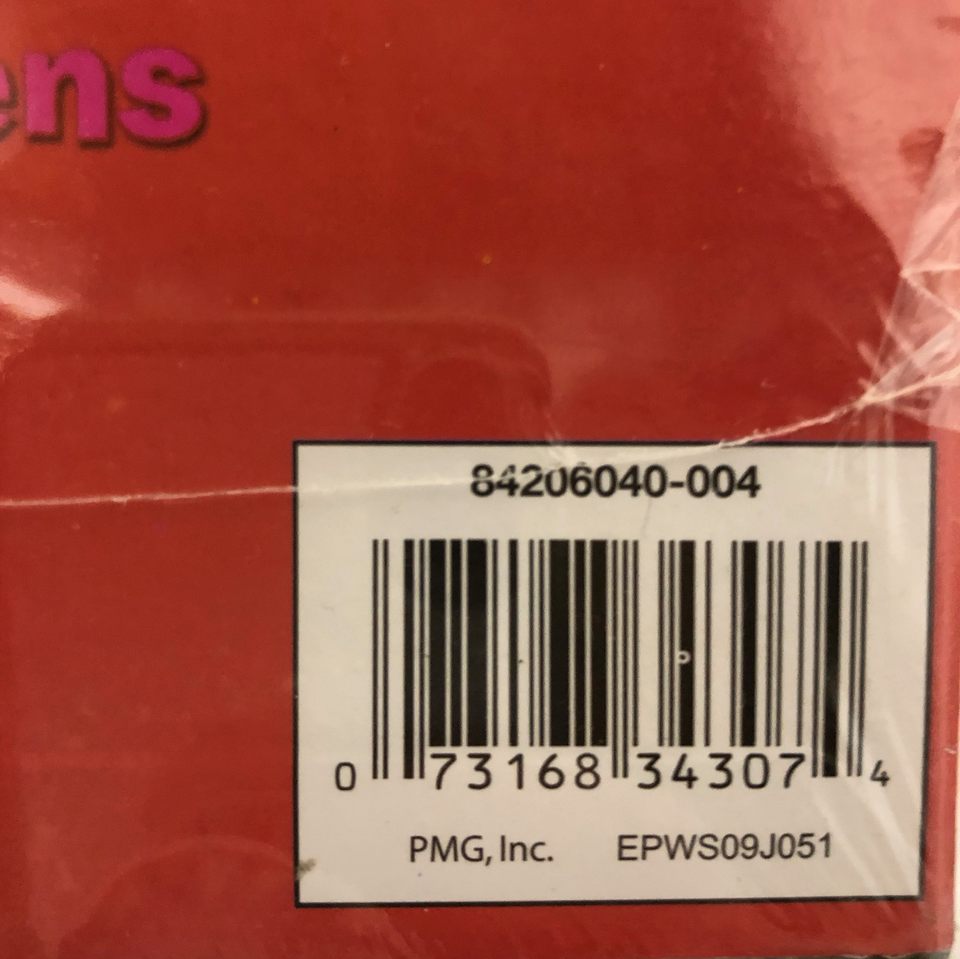 ens
84206040-004
0 73168 34307 4
PMG, Inc. EPWS09J051